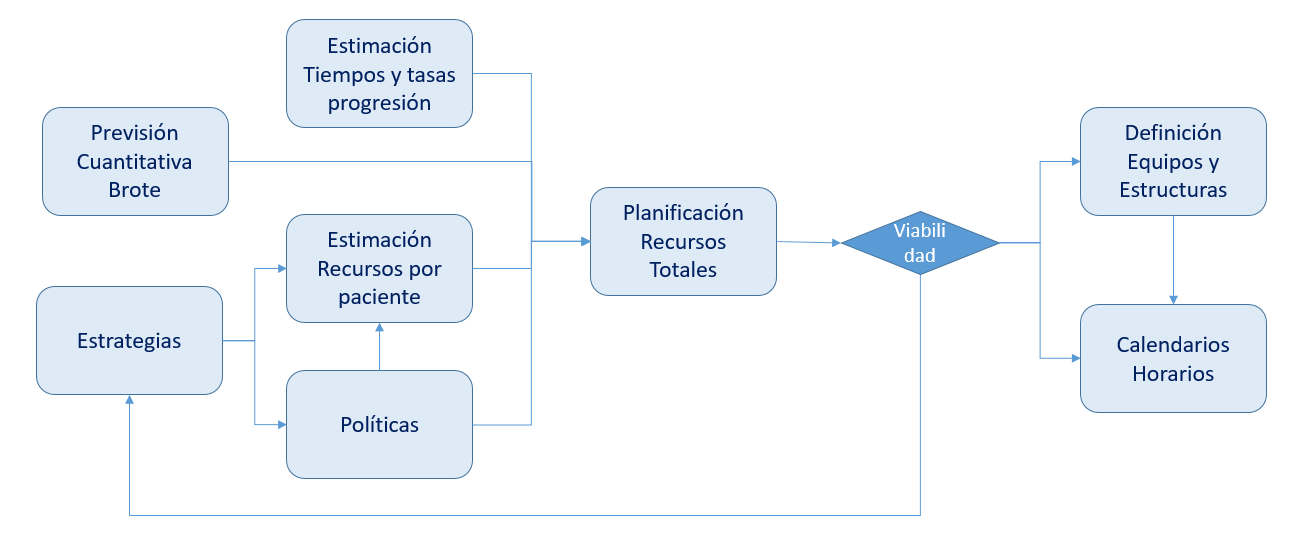 Estimación
Tiempos y tasas
progresión
Previsión
Cuantitativa
Brote
Estimación
Recursos por
paciente
Estrategias
Políticas
Planificación
Recursos
Totales
Viabili
dad
Definición
Equipos y
Estructuras
Calendarios
Horarios